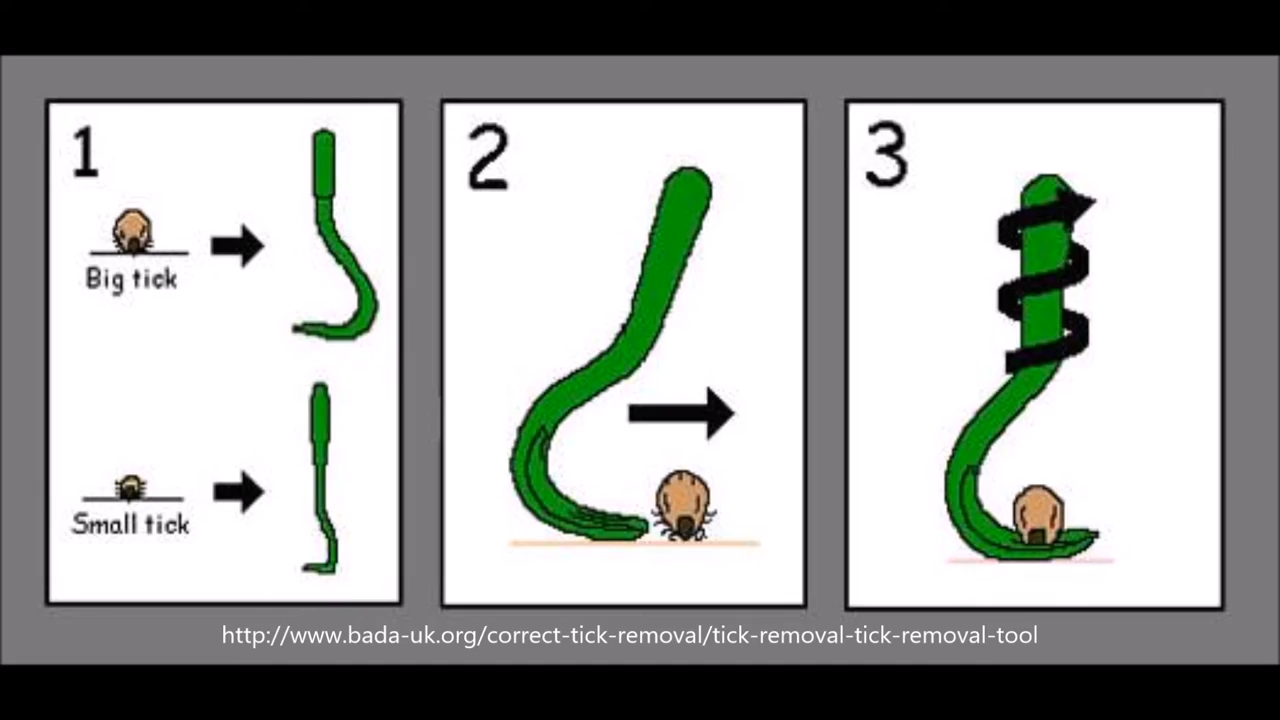 1
Big tick
Small tick
2
3
http://www.bada-uk.org/correct-tick-removal/tick-removal-tick-removal-tool